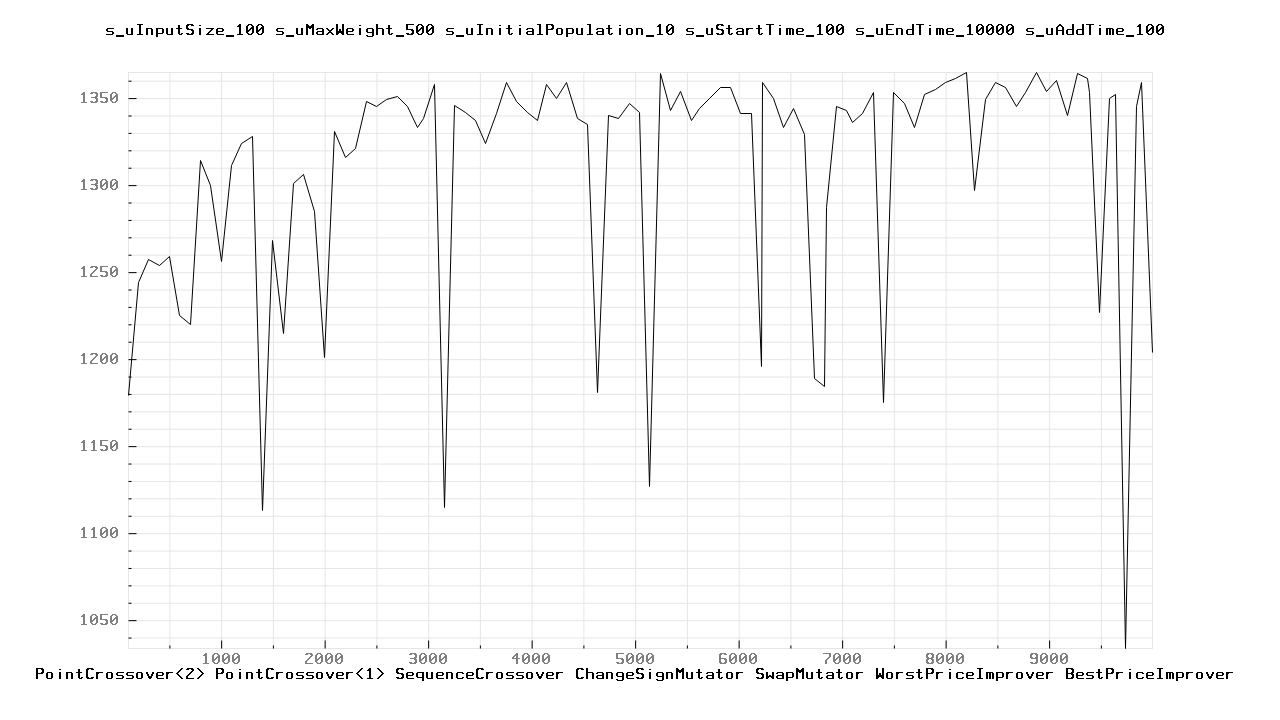 s_uInputSize_100 s_uMaxWeight_500 s_uInitialPopulation_10 s_uStartTime_100 s_uEndTime_10000 s_uAddTime_100
1350
1300
1250
1200
1150
1100
1050
1000 2000 3000 4000 5000 6000 7000 8000 9000
PointCrossover<2> PointCrossover<1> SequenceCrossover ChangeSignMutator SwapMutator WorstPriceImprover BestPriceImprover